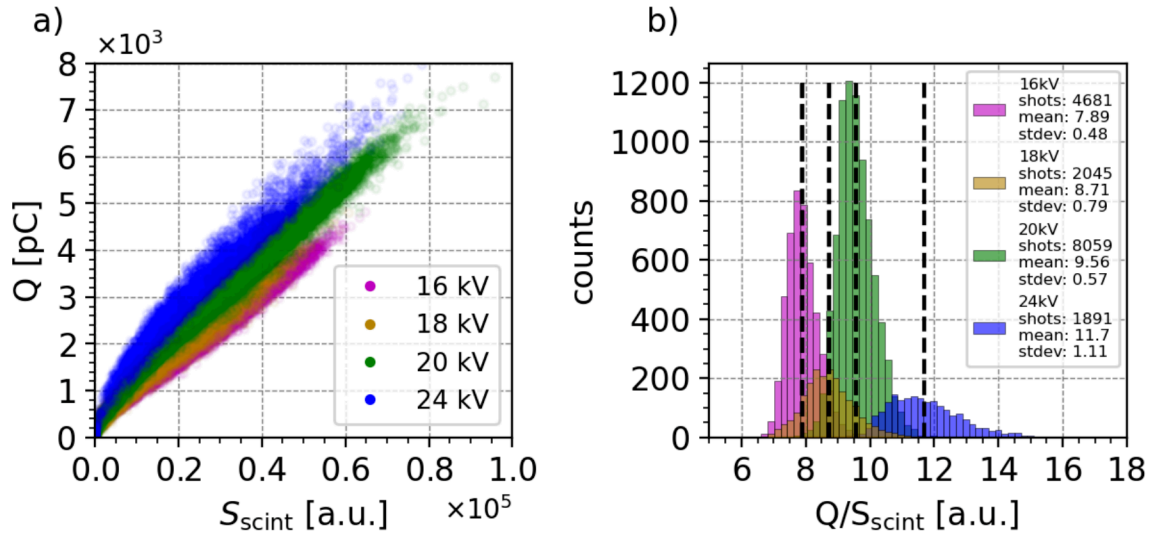 a)
×10³
Q [pC]
8
7
6
5
4
3
2
1
0
0.0 0.2 0.4 0.6 0.8 1.0
S_scint [a.u.]
×10⁵
16 kV
18 kV
20 kV
24 kV
b)
counts
1200
1000
800
600
400
200
0
6 8 10 12 14 16 18
Q/S_scint [a.u.]
16kV
shots: 4681
mean: 7.89
stdev: 0.48
18kV
shots: 2045
mean: 8.71
stdev: 0.79
20kV
shots: 8059
mean: 9.56
stdev: 0.57
24kV
shots: 1891
mean: 11.7
stdev: 1.11